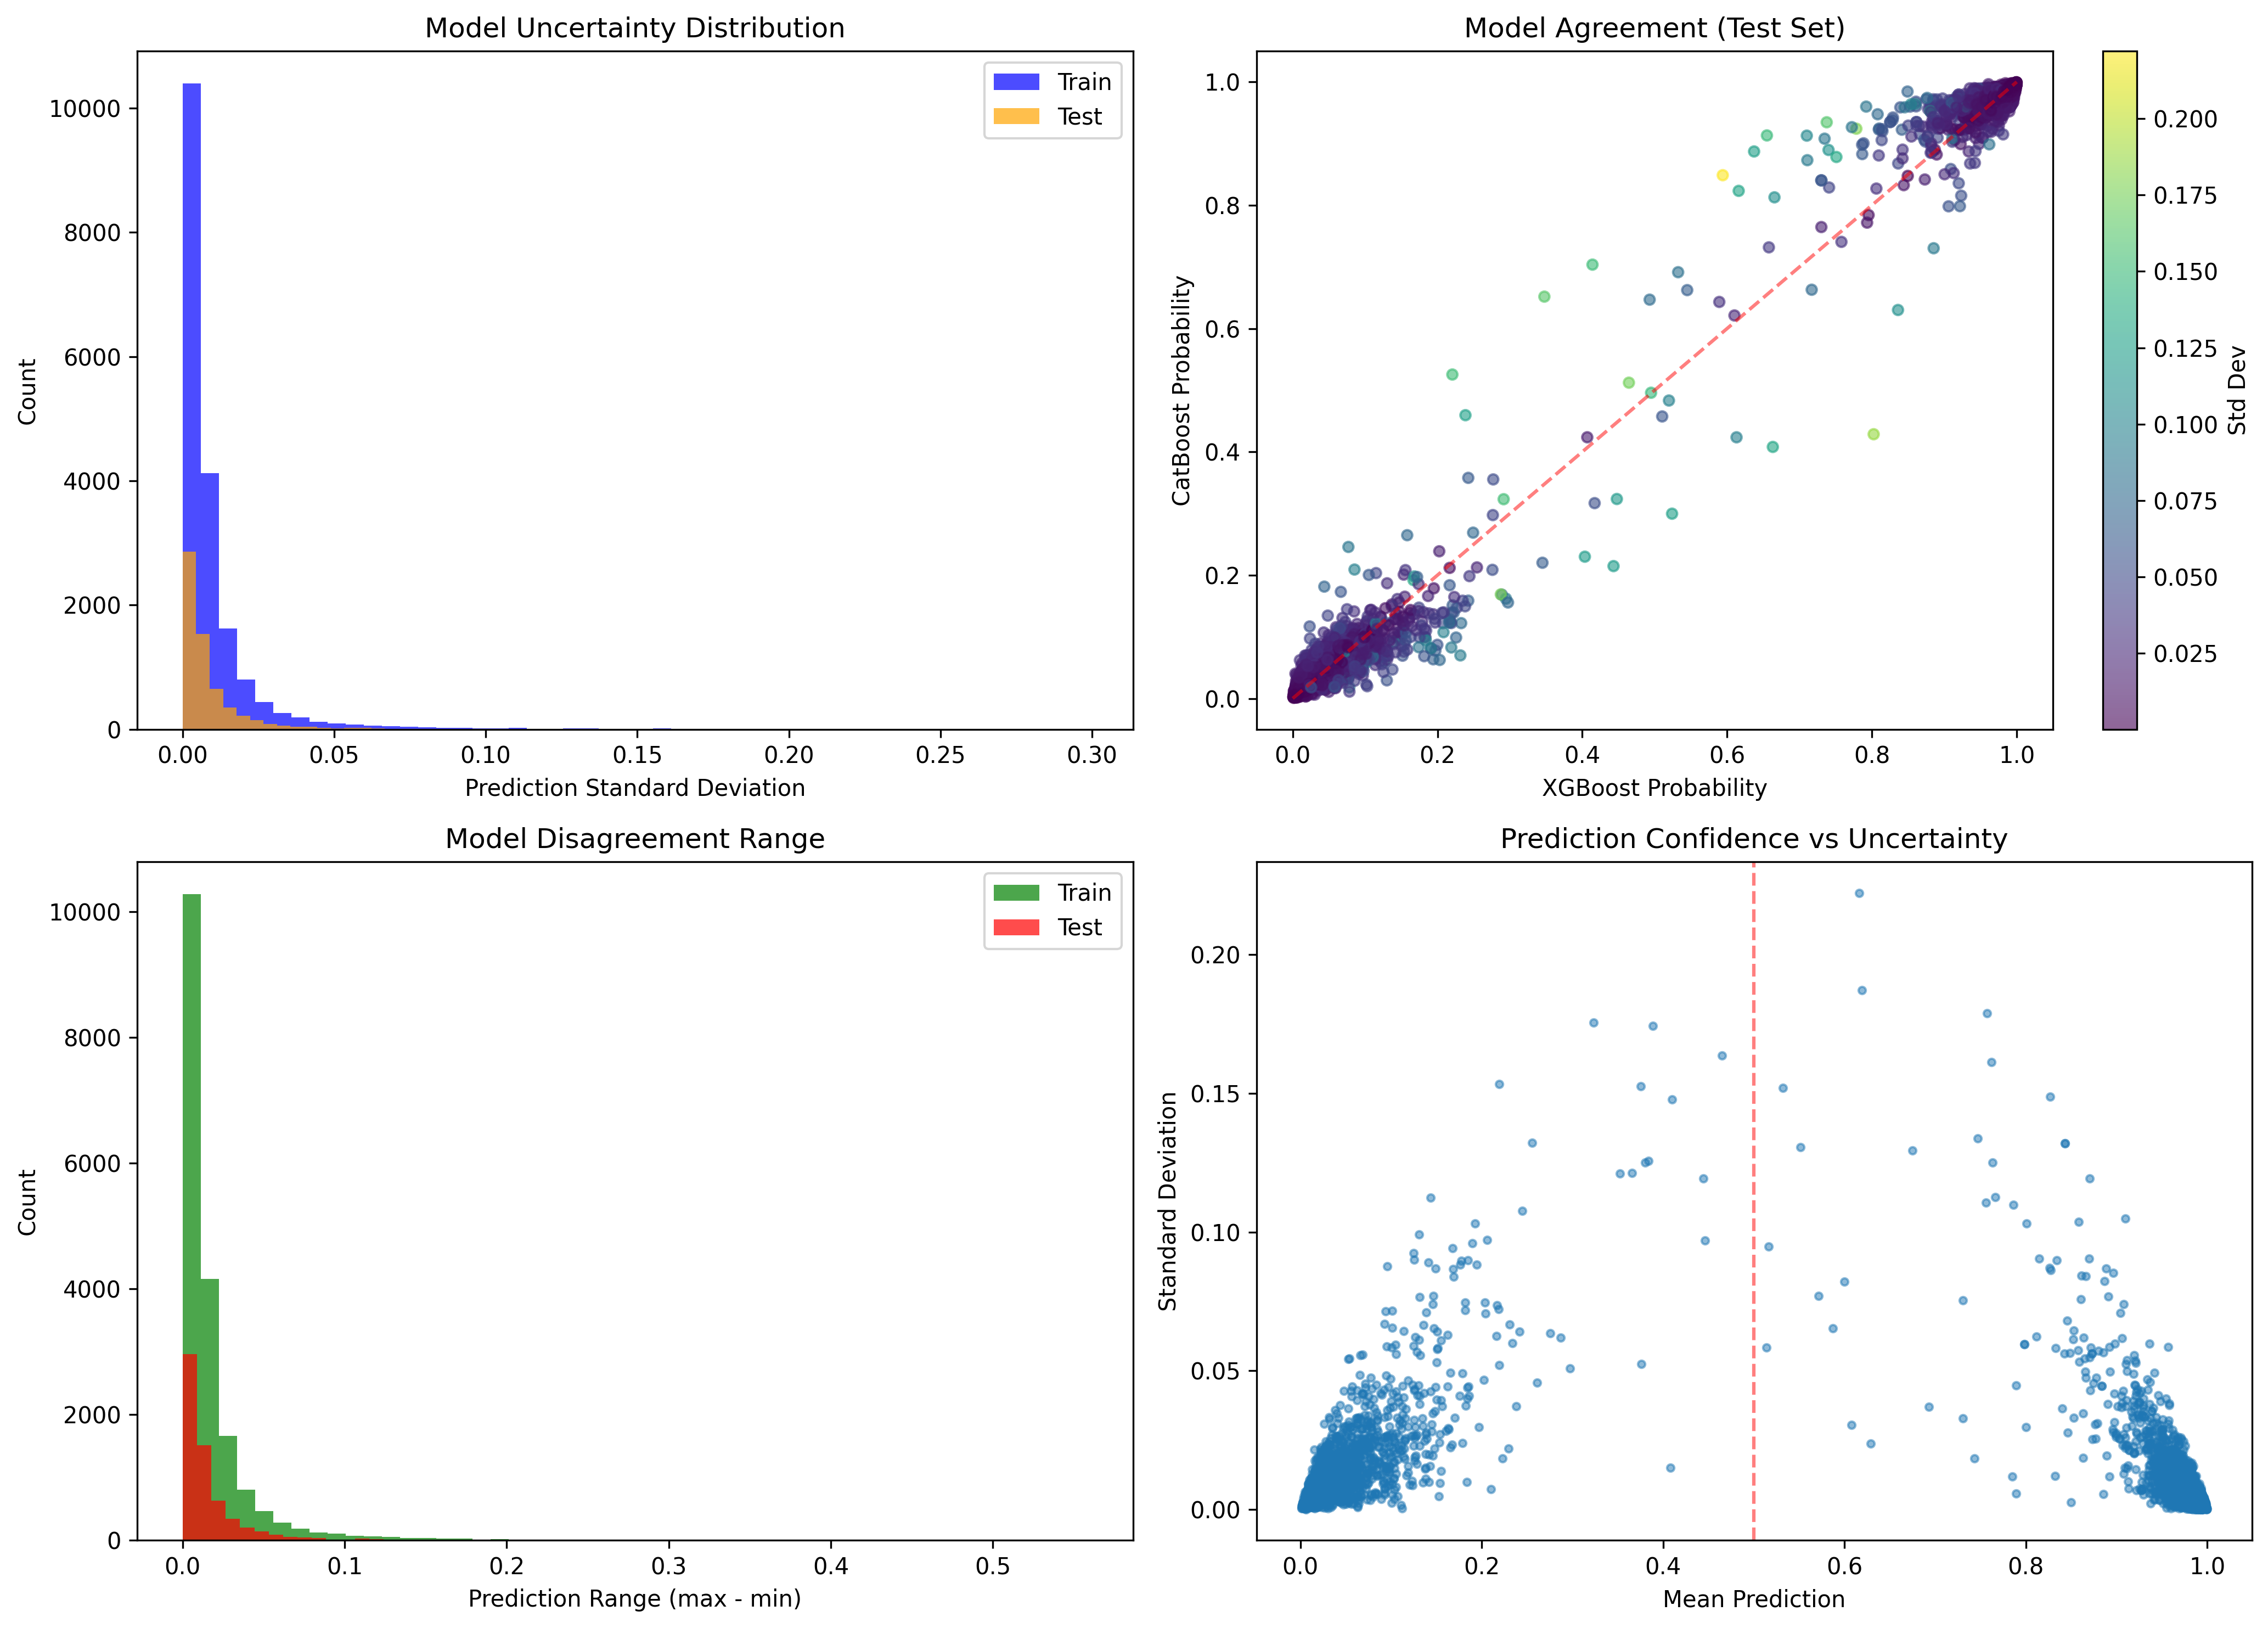 Model Uncertainty Distribution
Train
Test
10000
8000
6000
4000
2000
0
Count
0.00 0.05 0.10 0.15 0.20 0.25 0.30
Prediction Standard Deviation
Model Agreement (Test Set)
1.0
0.8
0.6
0.4
0.2
0.0
CatBoost Probability
0.0 0.2 0.4 0.6 0.8 1.0
XGBoost Probability
0.200
0.175
0.150
0.125
0.100
0.075
0.050
0.025
Std Dev
Model Disagreement Range
Train
Test
10000
8000
6000
4000
2000
0
Count
0.0 0.1 0.2 0.3 0.4 0.5
Prediction Range (max - min)
Prediction Confidence vs Uncertainty
0.20
0.15
0.10
0.05
0.00
Standard Deviation
0.0 0.2 0.4 0.6 0.8 1.0
Mean Prediction